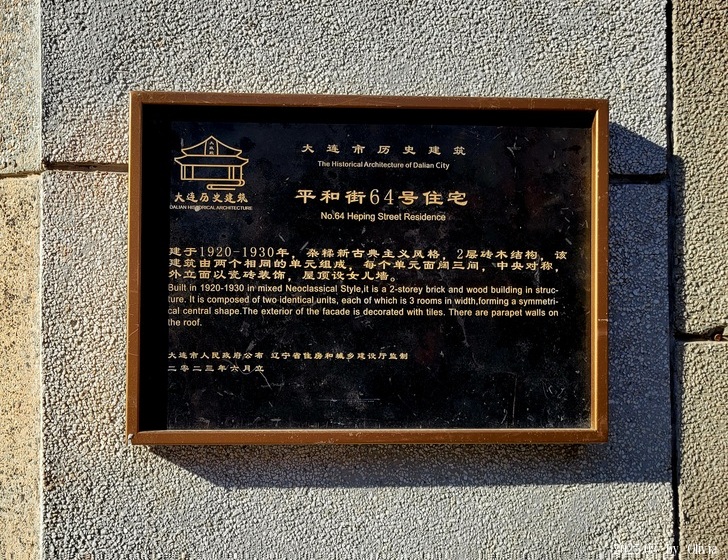 大连市历史建筑
The Historical Architecture of Dalian City
大连历史建筑
DALIAN HISTORICAL ARCHITECTURE
平和街64号住宅
No.64 Heping Street Residence
建于1920-1930年，杂糅新古典主义风格，2层砖木结构，该
建筑由两个相同的单元组成，每个单元面阔三间，中央对称，
外立面以瓷砖装饰，屋顶设女儿墙。
Built in 1920-1930 in mixed Neoclassical Style,it is a 2-storey brick and wood building in struc-
ture. It is composed of two identical units, each of which is 3 rooms in width,forming a symmetri-
cal central shape.The exterior of the facade is decorated with tiles. There are parapet walls on
the roof.
大连市人民政府公布 辽宁省住房和城乡建设厅监制
二零二三年六月立